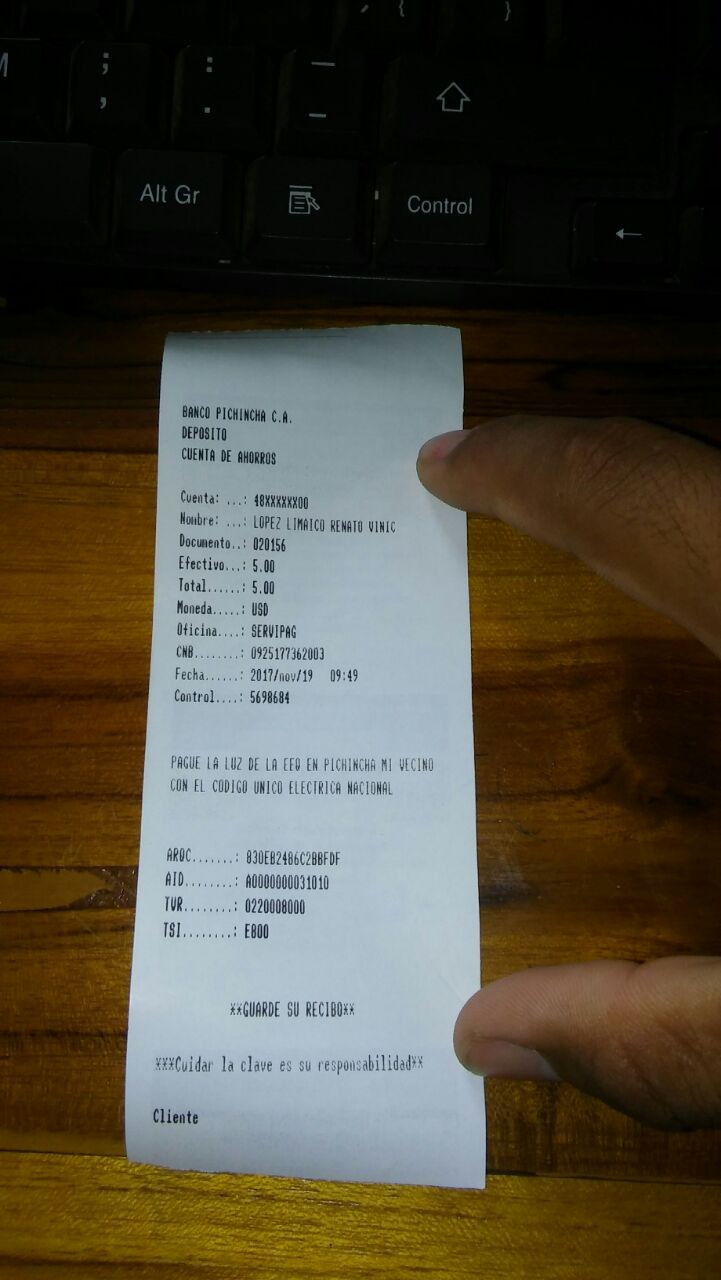 M
;
,
:
.
_
Alt Gr
Control
←
BANCO PICHINCHA C.A.
DEPOSITO
CUENTA DE AHORROS
Cuenta: ...: 48XXXXXX00
Nombre: ...: LOPEZ LIMAICO RENATO VINIC
Documento..: 020156
Efectivo...: 5.00
Total......: 5.00
Moneda.....: USD
Oficina....: SERVIPAG
CNB........: 0925177362003
Fecha......: 2017/nov/19 09:49
Control....: 5698684
PAGUE LA LUZ DE LA EEQ EN PICHINCHA MI VECINO
CON EL CODIGO UNICO ELECTRICA NACIONAL
ARQC.......: 830EB2486C2BBFDF
AID........: A0000000031010
TVR........: 0220008000
TSI........: E800
**GUARDE SU RECIBO**
***Cuidar la clave es su responsabilidad**
Cliente